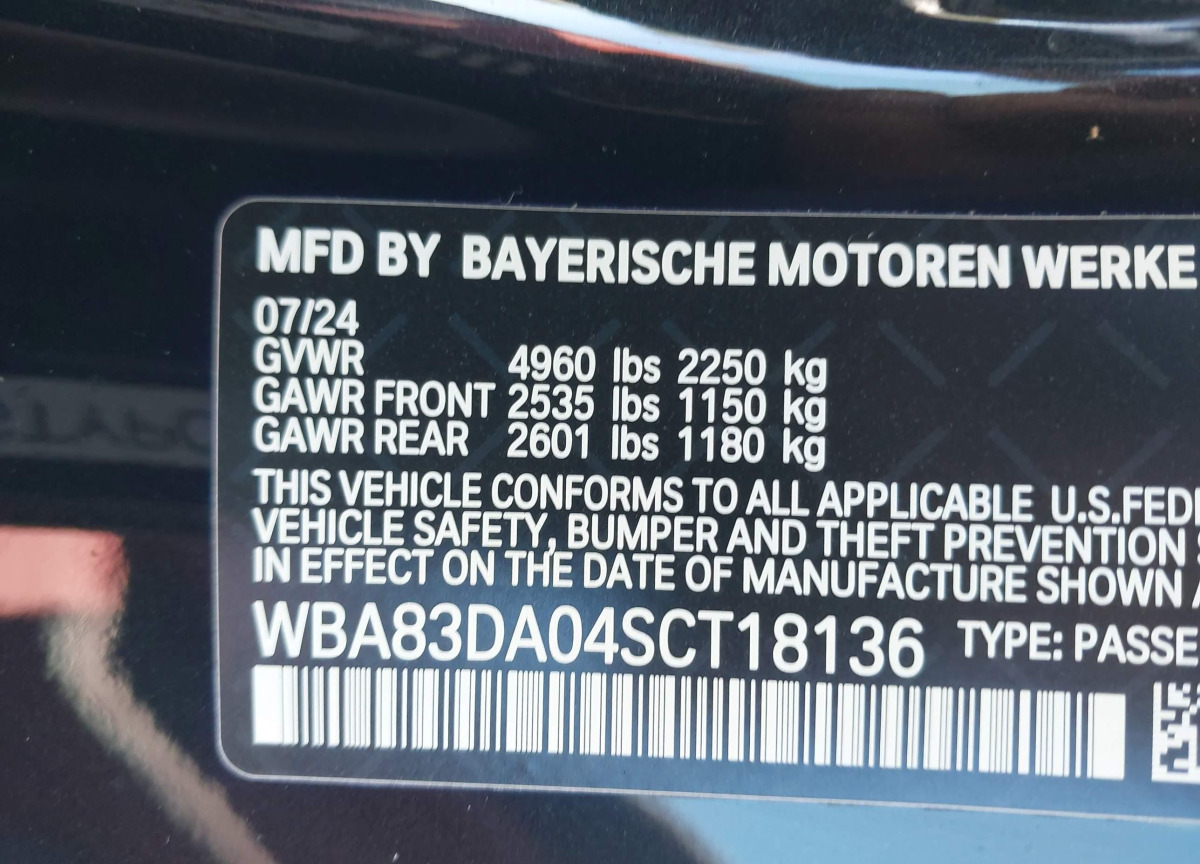 MFD BY BAYERISCHE MOTOREN WERKE
07/24
GVWR 4960 lbs 2250 kg
GAWR FRONT 2535 lbs 1150 kg
GAWR REAR 2601 lbs 1180 kg
THIS VEHICLE CONFORMS TO ALL APPLICABLE U.S.FED
VEHICLE SAFETY, BUMPER AND THEFT PREVENTION
IN EFFECT ON THE DATE OF MANUFACTURE SHOWN
WBA83DA04SCT18136 TYPE: PASSE